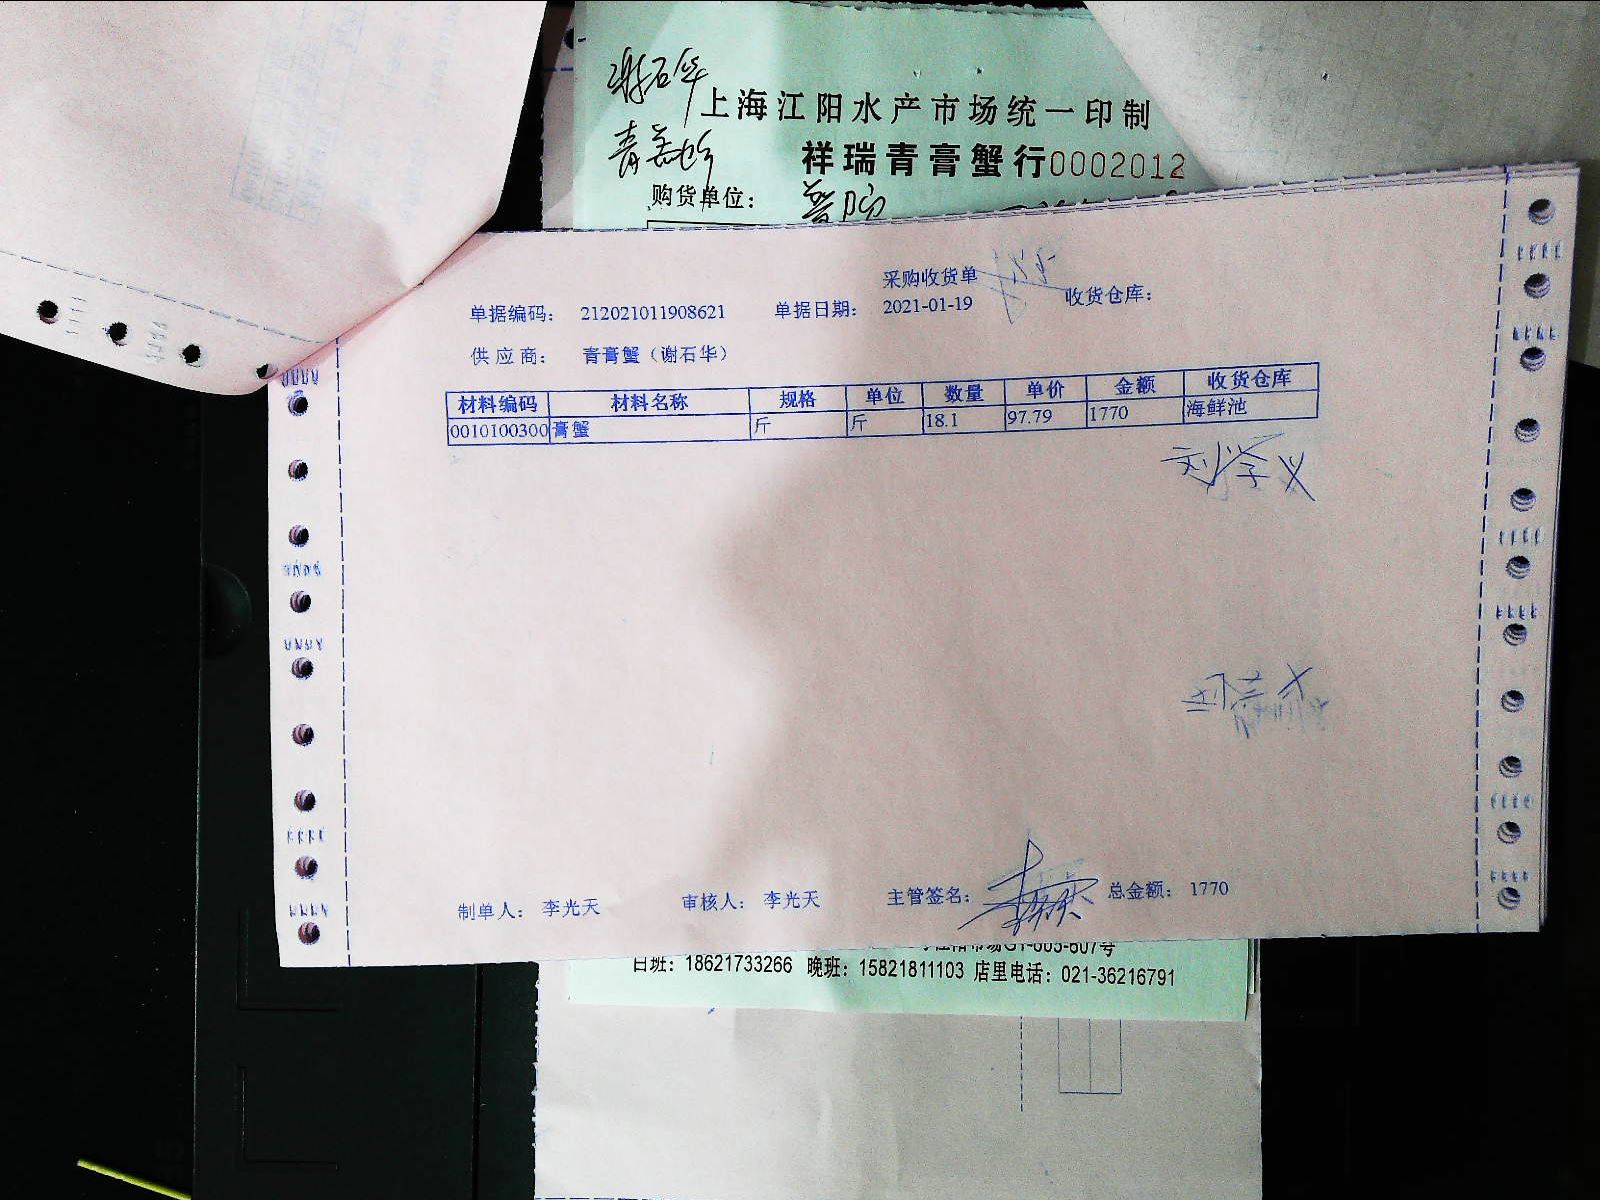 谢石华
上海江阳水产市场统一印制
青膏蟹
祥瑞青膏蟹行0002012
购货单位：
采购收货单
单据编码： 212021011908621 单据日期： 2021-01-19 收货仓库：
供应商： 青膏蟹（谢石华）
材料编码 材料名称 规格 单位 数量 单价 金额 收货仓库
0010100300 膏蟹 斤 斤 18.1 97.79 1770 海鲜池
刘学义
制单人： 李光天 审核人： 李光天 主管签名： 总金额： 1770
白班：18621733266 晚班：15821811103 店里电话：021-36216791